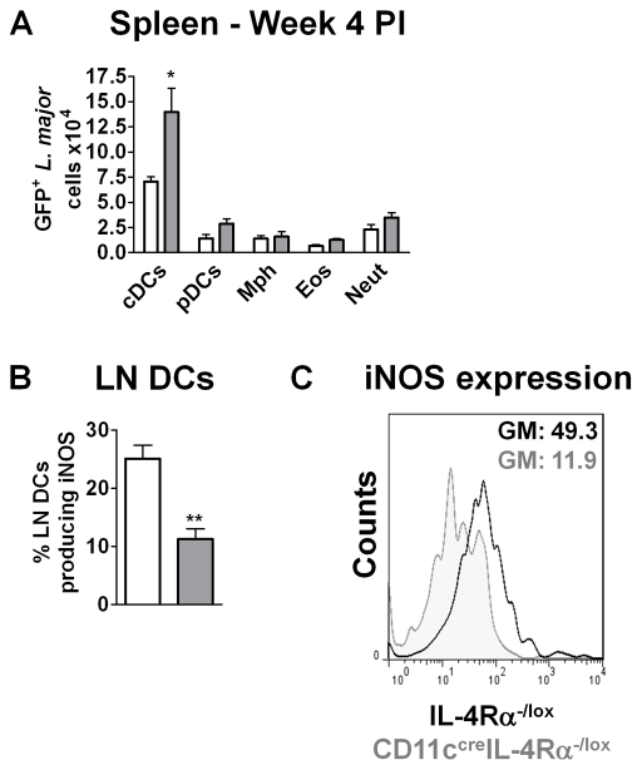 A Spleen - Week 4 PI
GFP⁺ L. major
cells x10⁴
17.5
15.0
12.5
10.0
7.5
5.0
2.5
0.0
*
cDCs
pDCs
Mph
Eos
Neut
B LN DCs
% LN DCs
producing iNOS
30
20
10
0
**
C iNOS expression
GM: 49.3
GM: 11.9
Counts
0
10⁰ 10¹ 10² 10³ 10⁴
IL-4Rα⁻/ˡᵒˣ
CD11cᶜʳᵉIL-4Rα⁻/ˡᵒˣ